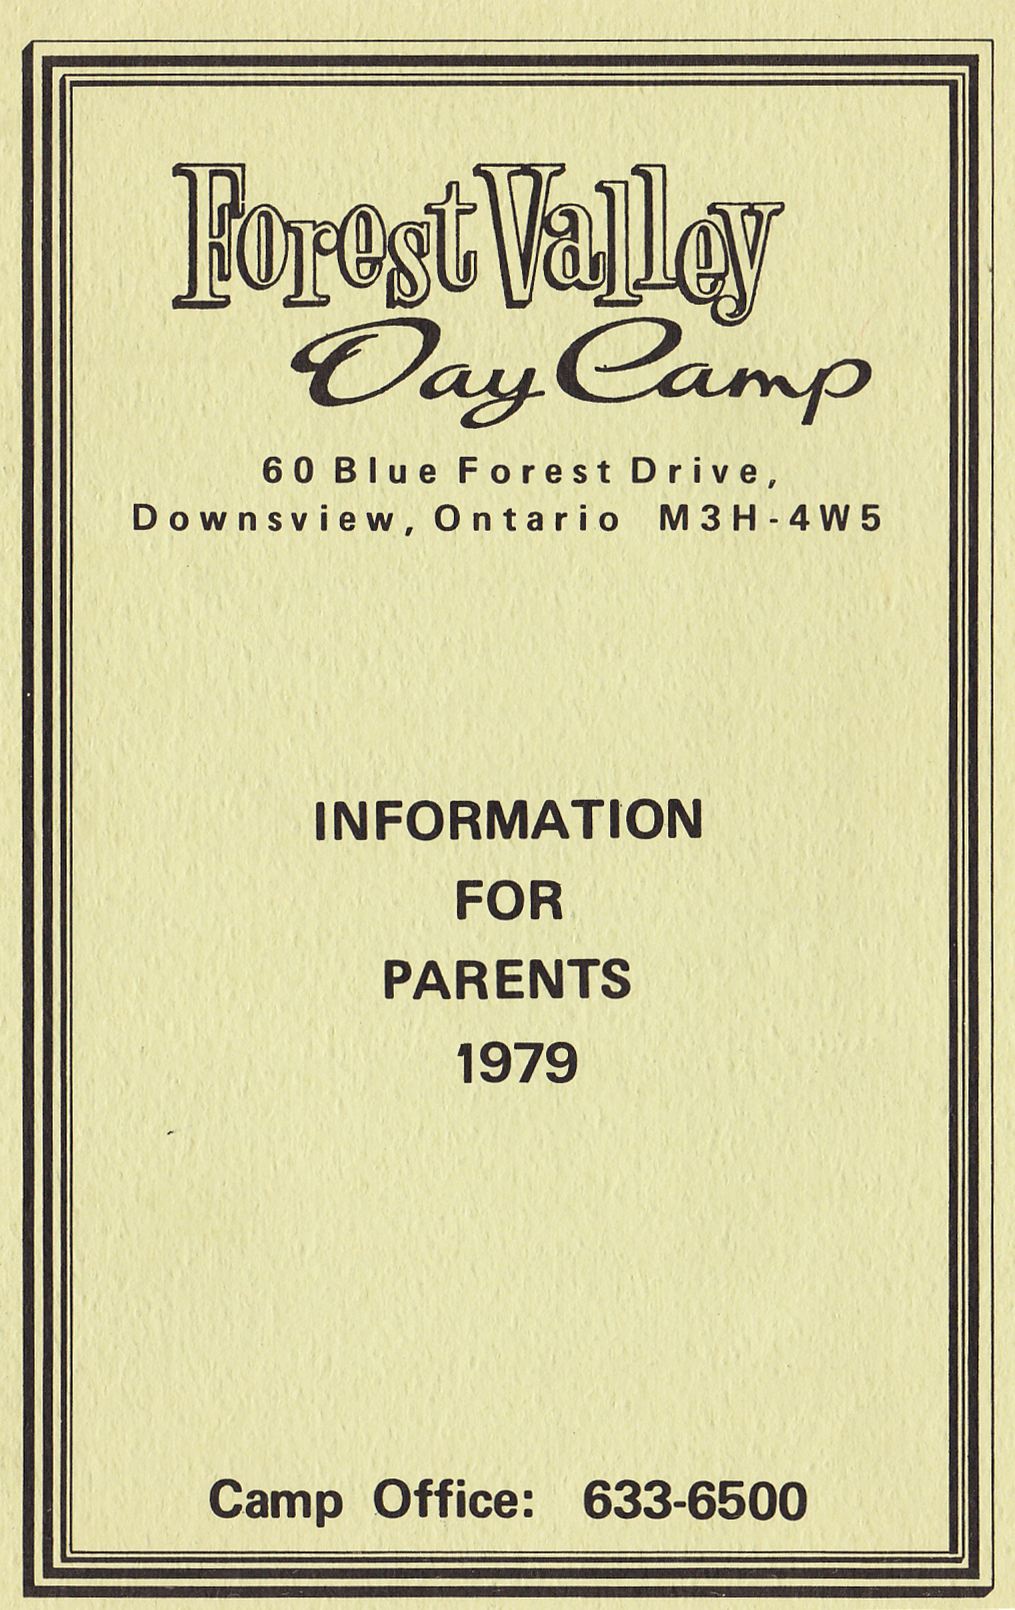 Forest Valley
Day Camp
60 Blue Forest Drive,
Downsview, Ontario M3H-4W5
INFORMATION
FOR
PARENTS
1979
Camp Office: 633-6500